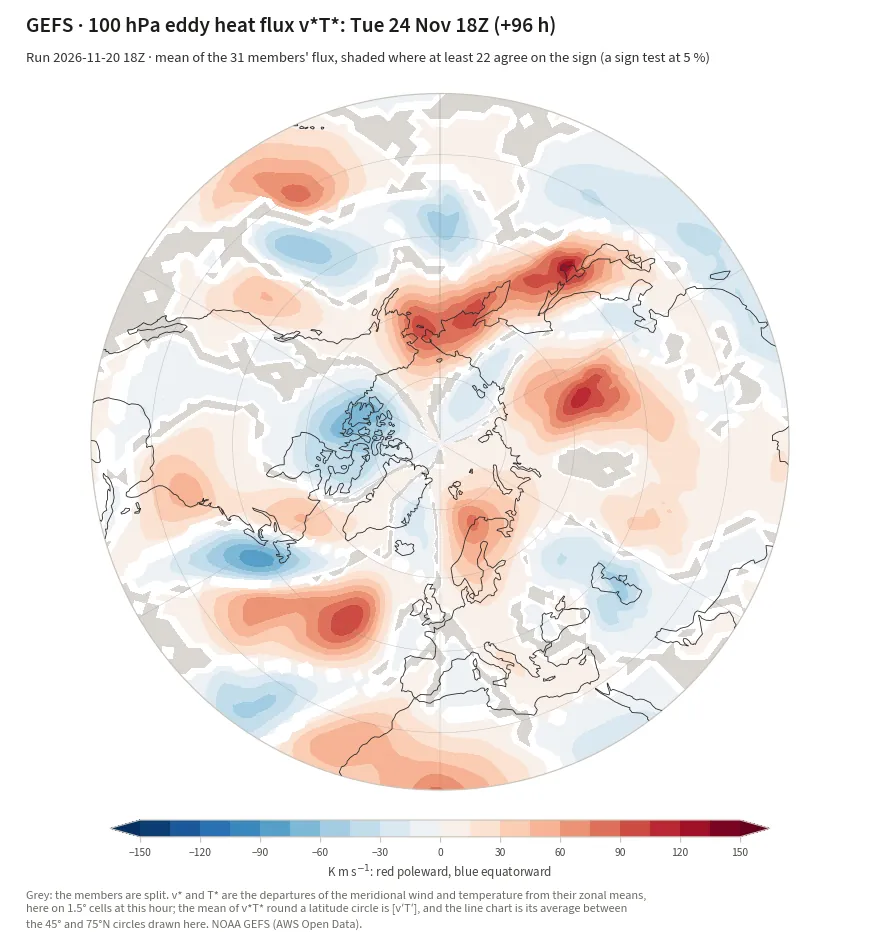 GEFS · 100 hPa eddy heat flux v*T*: Tue 24 Nov 18Z (+96 h)
Run 2026-11-20 18Z · mean of the 31 members' flux, shaded where at least 22 agree on the sign (a sign test at 5 %)
−150 −120 −90 −60 −30 0 30 60 90 120 150
K m s⁻¹: red poleward, blue equatorward
Grey: the members are split. v* and T* are the departures of the meridional wind and temperature from their zonal means,
here on 1.5° cells at this hour; the mean of v*T* round a latitude circle is [v'T'], and the line chart is its average between
the 45° and 75°N circles drawn here. NOAA GEFS (AWS Open Data).